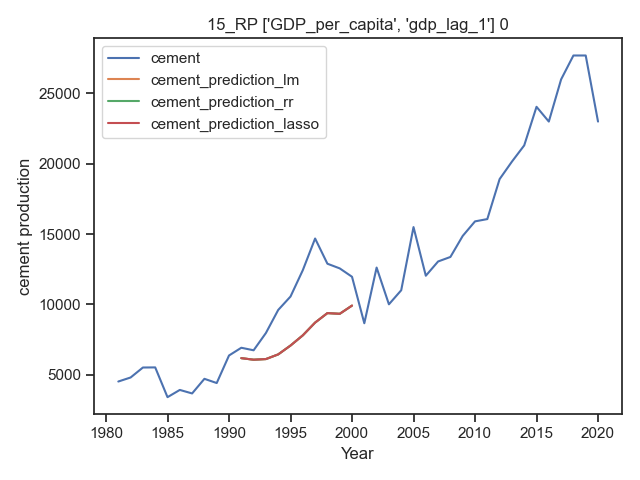 15_RP ['GDP_per_capita', 'gdp_lag_1'] 0
cement
cement_prediction_lm
cement_prediction_rr
cement_prediction_lasso
cement production
25000
20000
15000
10000
5000
1980 1985 1990 1995 2000 2005 2010 2015 2020
Year